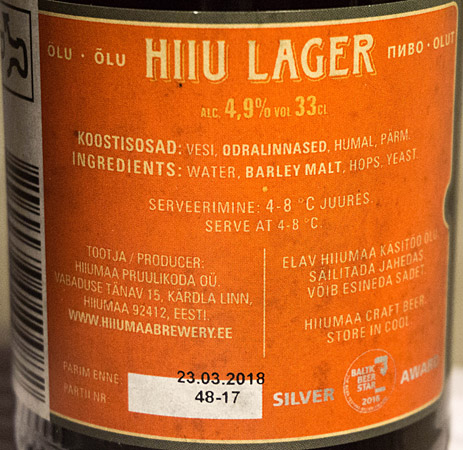 ÕLU · ÕLU HIIU LAGER ПИВО · OLUT
ALC. 4,9% VOL 33CL
KOOSTISOSAD: VESI, ODRALINNASED, HUMAL, PÄRM.
INGREDIENTS: WATER, BARLEY MALT, HOPS, YEAST.
SERVEERIMINE: 4-8 °C JUURES.
SERVE AT 4-8 °C.
TOOTJA / PRODUCER:
HIIUMAA PRUULIKODA OÜ.
VABADUSE TÄNAV 15, KÄRDLA LINN,
HIIUMAA 92412, EESTI.
WWW.HIIUMAABREWERY.EE
ELAV HIIUMAA KÄSITÖÖ ÕLU.
SÄILITADA JAHEDAS.
VÕIB ESINEDA SADET.
HIIUMAA CRAFT BEER.
STORE IN COOL.
PARIM ENNE: 23.03.2018
PARTII NR. 48-17
SILVER AWARD
BALTIC
BEER
STAR
2016